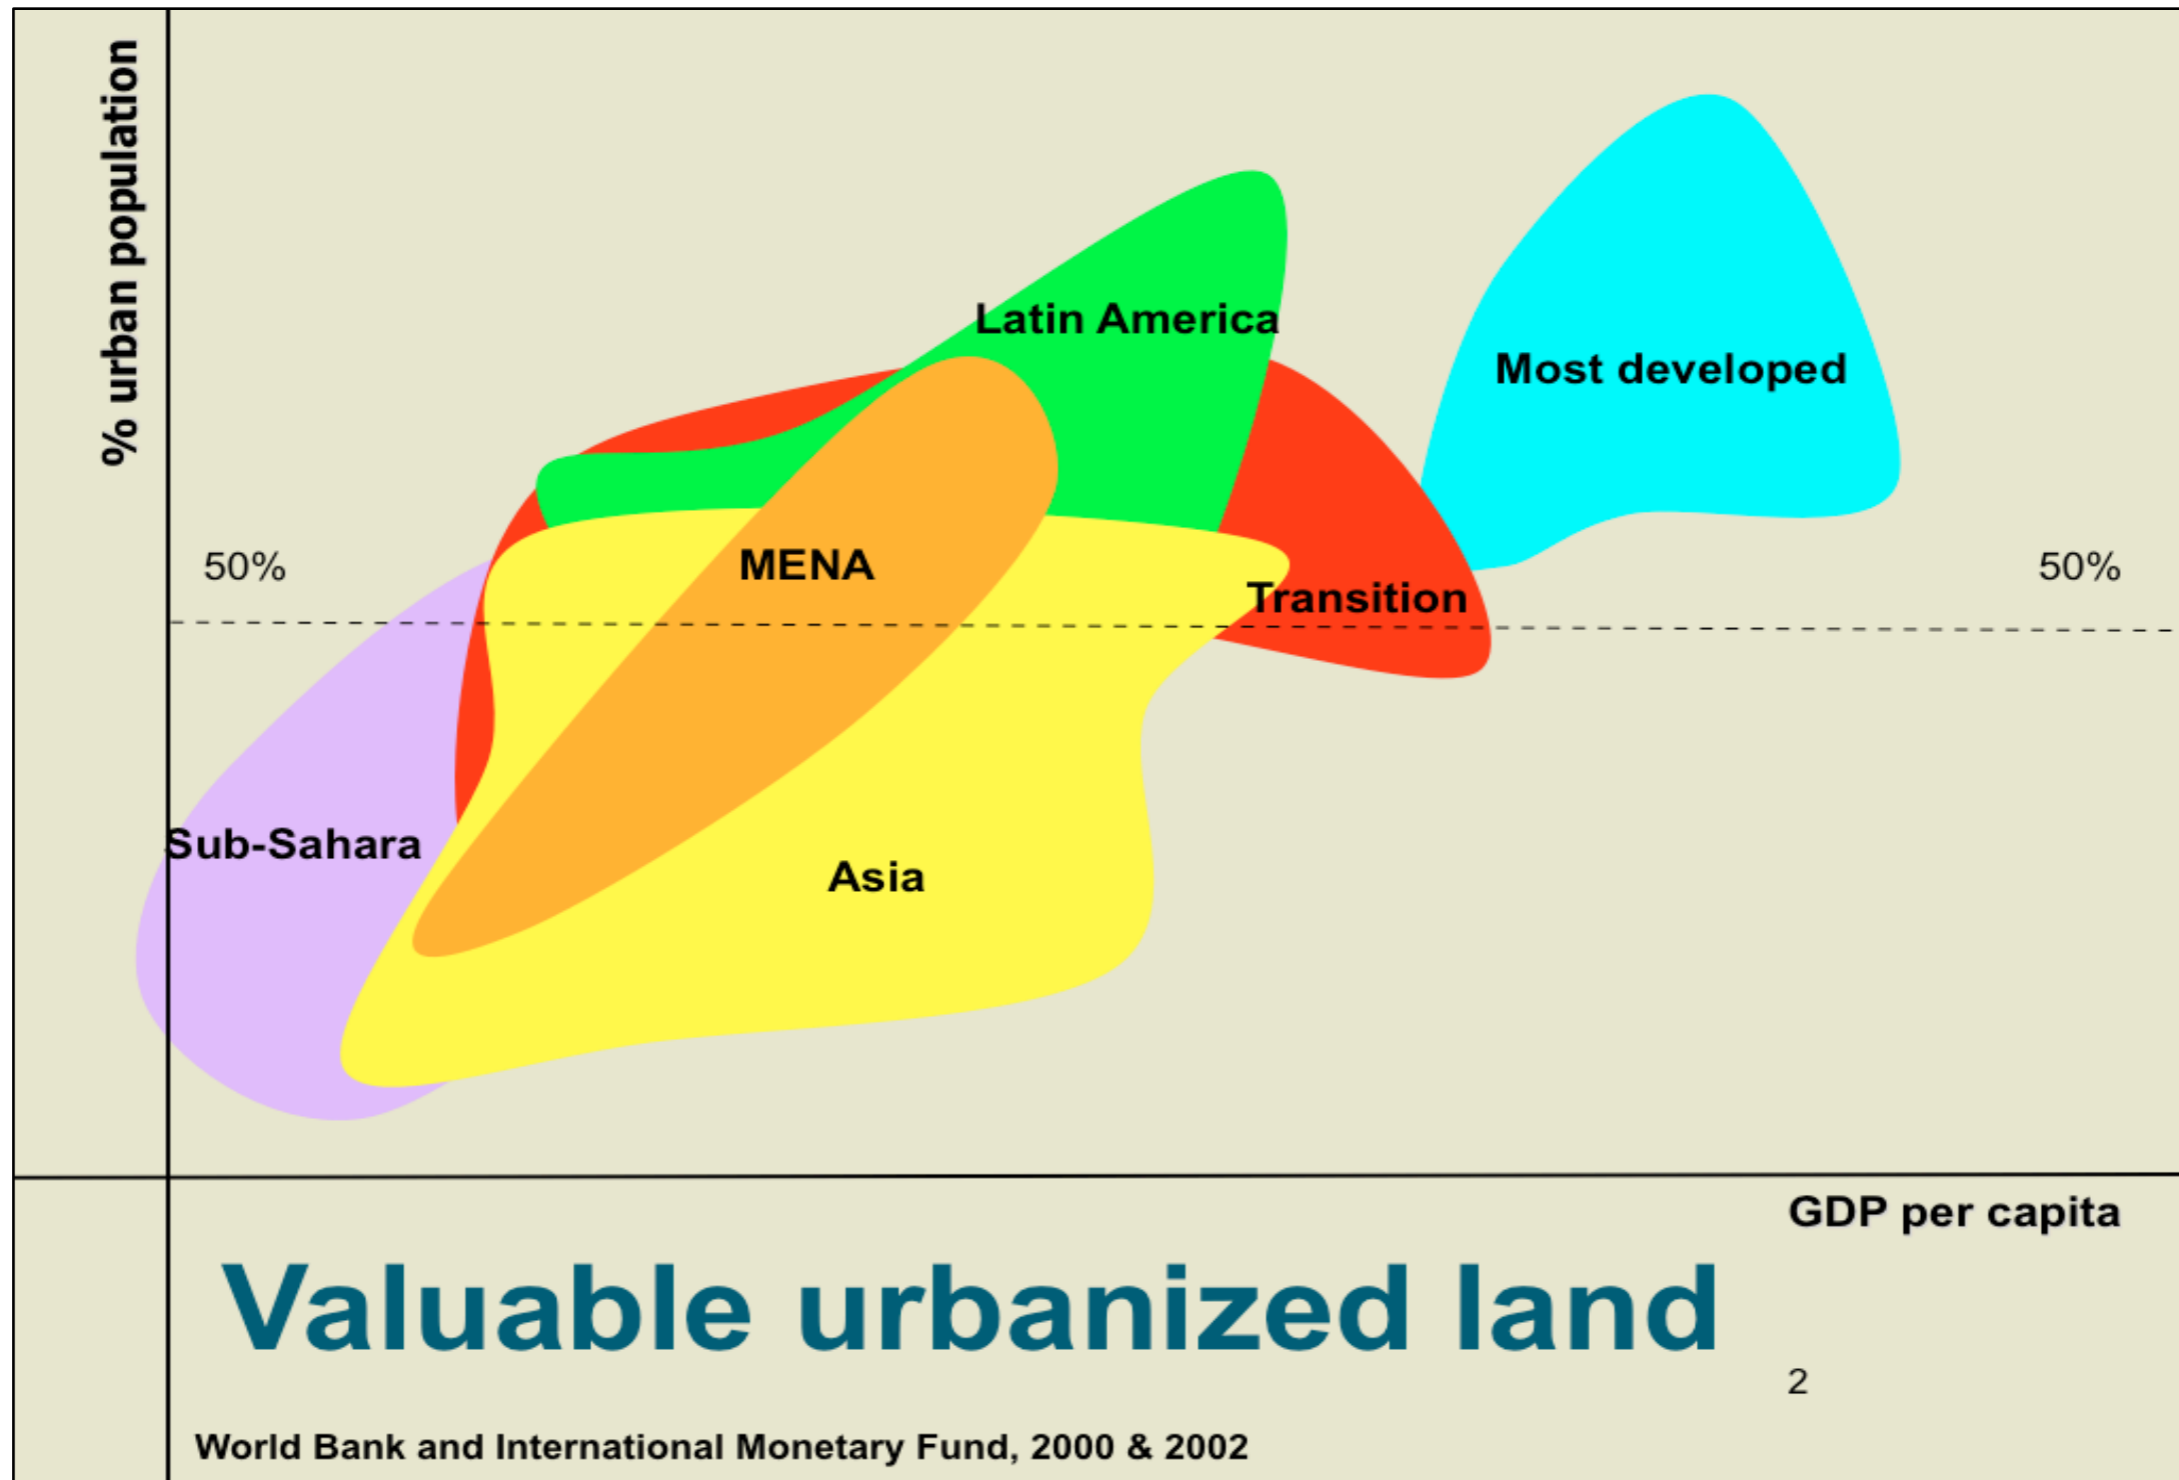 % urban population
Latin America
Most developed
50%
MENA
50%
Transition
Sub-Sahara
Asia
GDP per capita
Valuable urbanized land
2
World Bank and International Monetary Fund, 2000 & 2002